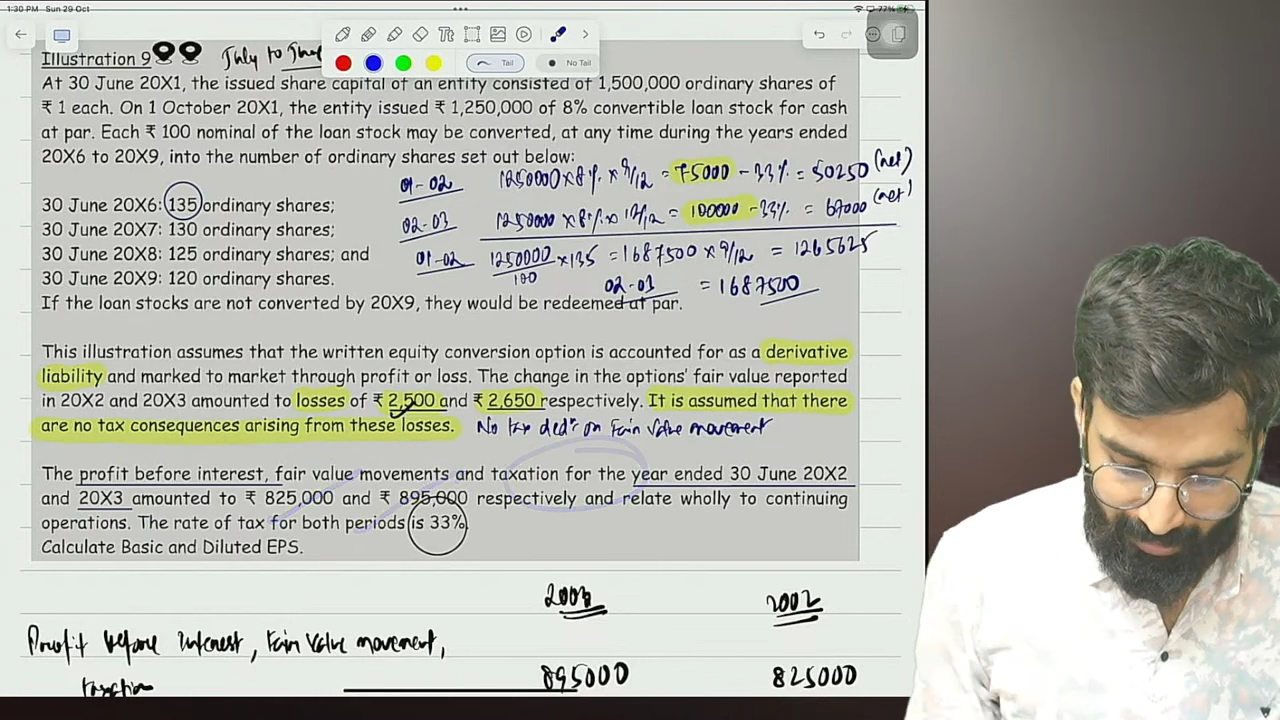 1:30 PM Sun 29 Oct
77%
Tail
No Tail
Illustration 9 July to
At 30 June 20X1, the issued share capital of an entity consisted of 1,500,000 ordinary shares of
₹ 1 each. On 1 October 20X1, the entity issued ₹ 1,250,000 of 8% convertible loan stock for cash
at par. Each ₹ 100 nominal of the loan stock may be converted, at any time during the years ended
20X6 to 20X9, into the number of ordinary shares set out below:
01-02 1250000 x 8% x 9/12 = 75000 - 33% = 50250 (net)
30 June 20X6: 135 ordinary shares;
02-03 1250000 x 8% x 12/12 = 100000 - 33% = 67000 (net)
30 June 20X7: 130 ordinary shares;
30 June 20X8: 125 ordinary shares; and
01-02 1250000/100 x 135 = 1687500 x 9/12 = 1265625
30 June 20X9: 120 ordinary shares.
02-03 = 1687500
If the loan stocks are not converted by 20X9, they would be redeemed at par.
This illustration assumes that the written equity conversion option is accounted for as a derivative
liability and marked to market through profit or loss. The change in the options' fair value reported
in 20X2 and 20X3 amounted to losses of ₹ 2,500 and ₹ 2,650 respectively. It is assumed that there
are no tax consequences arising from these losses. No tax dedn on Fair Value movement
The profit before interest, fair value movements and taxation for the year ended 30 June 20X2
and 20X3 amounted to ₹ 825,000 and ₹ 895,000 respectively and relate wholly to continuing
operations. The rate of tax for both periods is 33%.
Calculate Basic and Diluted EPS.
2002
Profit before interest, Fair Value movement,
taxation 895000 825000